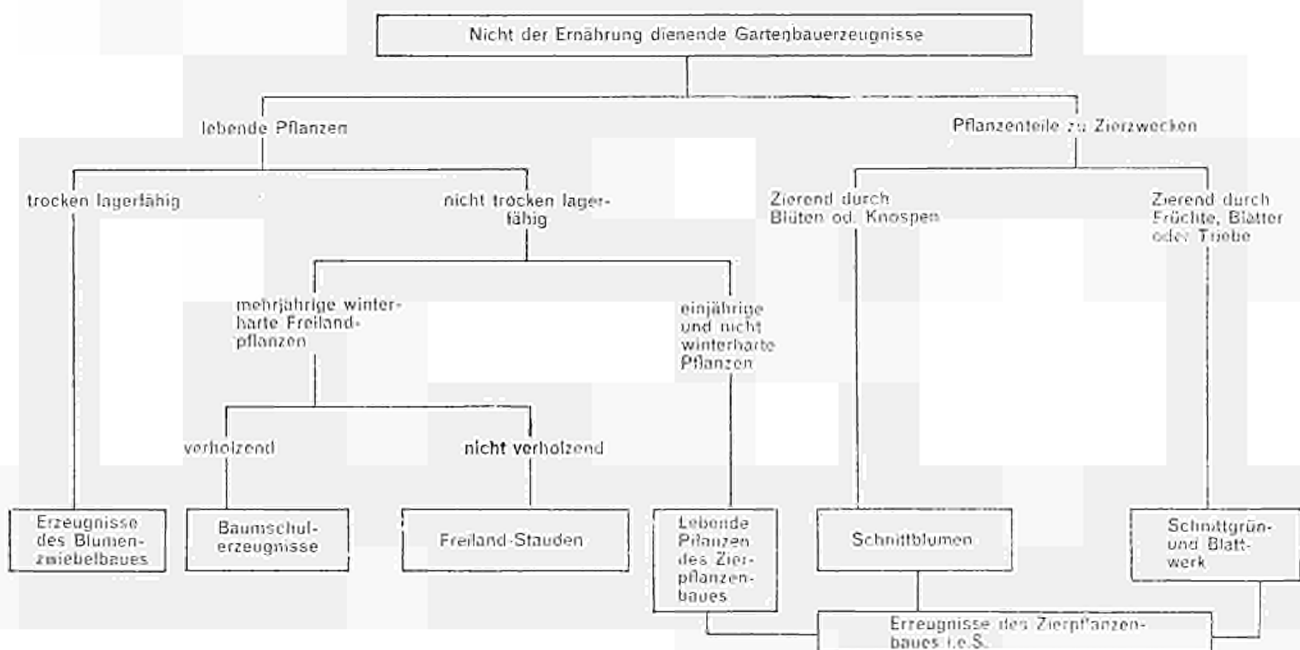 Nicht der Ernährung dienende Gartenbauerzeugnisse
lebende Pflanzen
Pflanzenteile zu Zierzwecken
trocken lagerfähig
nicht trocken lager-
fähig
Zierend durch
Blüten od. Knospen
Zierend durch
Früchte, Blätter
oder Triebe
mehrjährige winter-
harte Freiland-
pflanzen
einjährige
und nicht
winterharte
Pflanzen
verholzend
nicht verholzend
Erzeugnisse
des Blumen-
zwiebelbaues
Baumschul-
erzeugnisse
Freiland-Stauden
Lebende
Pflanzen
des Zier-
pflanzen-
baues
Schnittblumen
Schnittgrün-
und Blatt-
werk
Erzeugnisse des Zierpflanzen-
baues i.e.S.